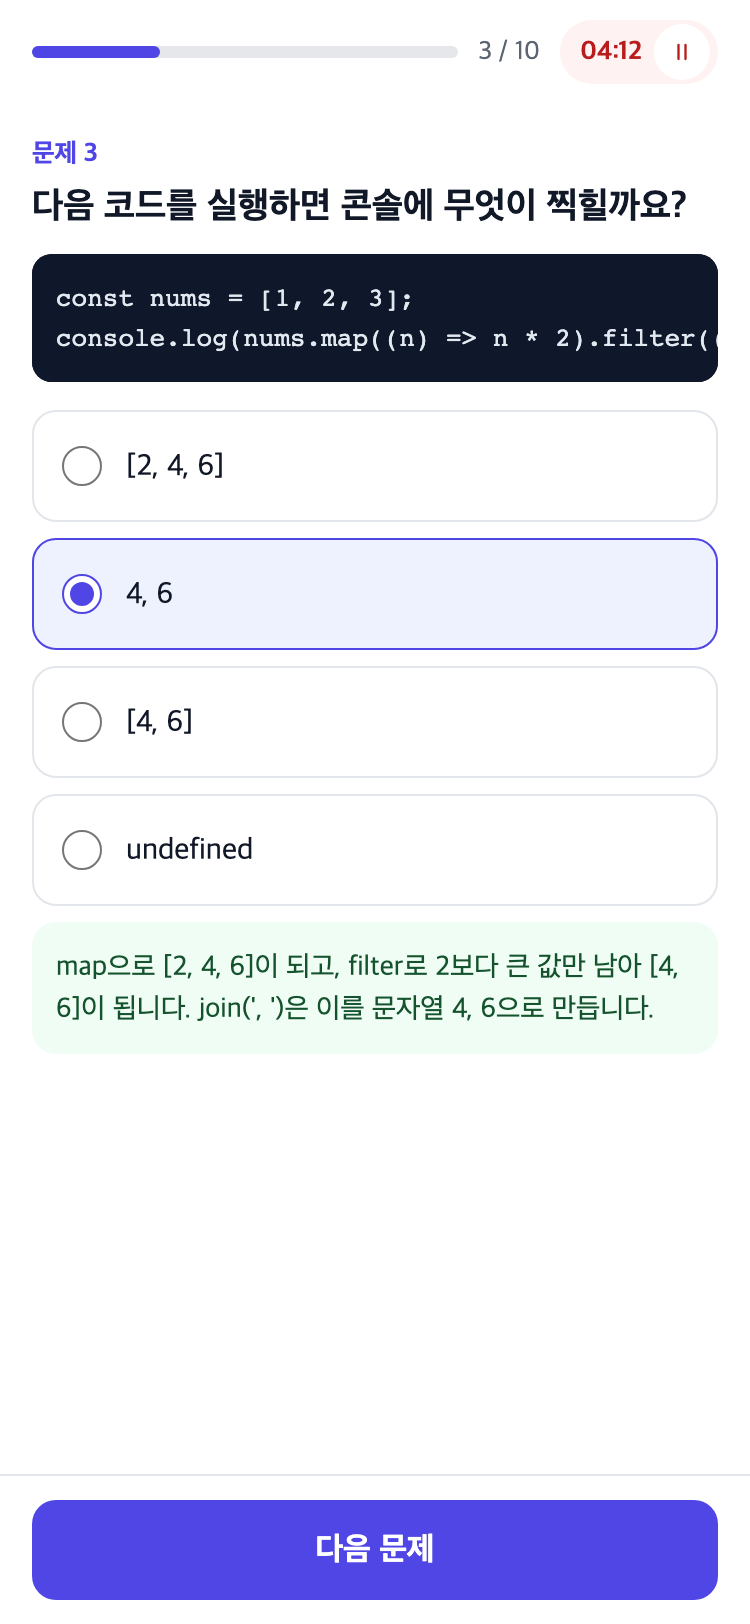 3 / 10
04:12
문제 3
다음 코드를 실행하면 콘솔에 무엇이 찍힐까요?
const nums = [1, 2, 3];
console.log(nums.map((n) => n * 2).filter((
[2, 4, 6]
4, 6
[4, 6]
undefined
map으로 [2, 4, 6]이 되고, filter로 2보다 큰 값만 남아 [4,
6]이 됩니다. join(', ')은 이를 문자열 4, 6으로 만듭니다.
다음 문제